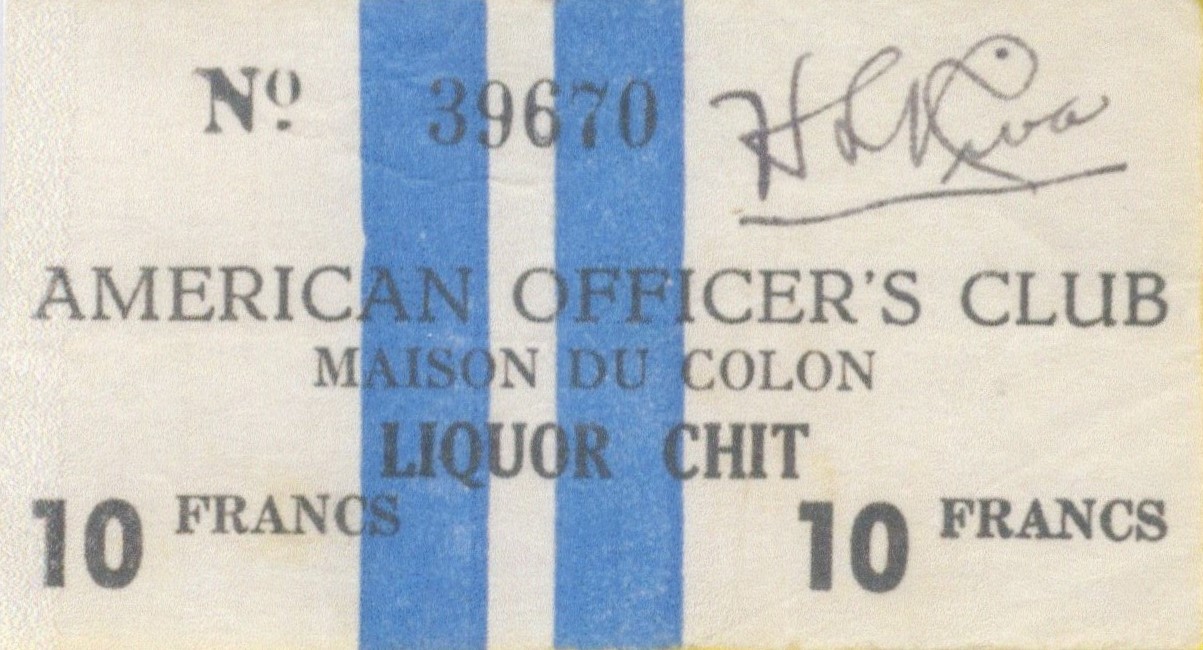 Nº 39670
AMERICAN OFFICER'S CLUB
MAISON DU COLON
LIQUOR CHIT
10 FRANCS 10 FRANCS